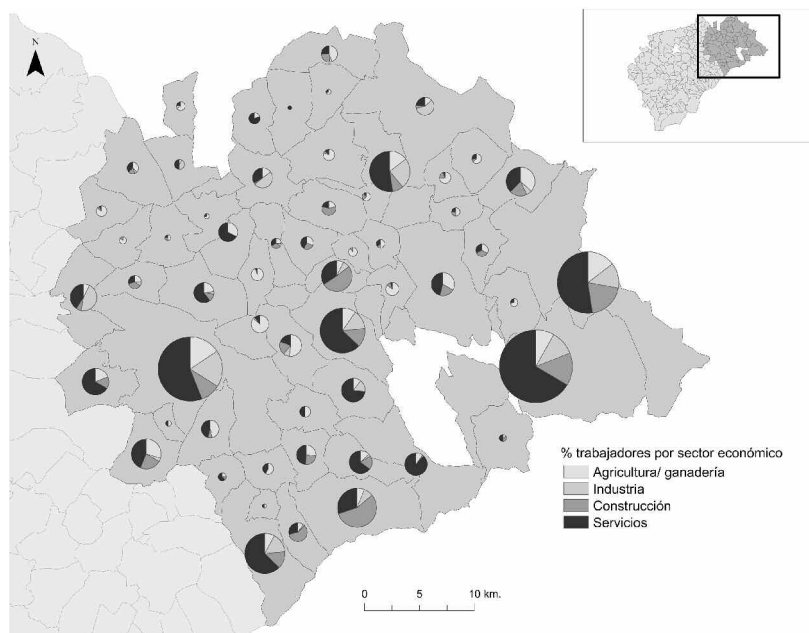 N
% trabajadores por sector económico
Agricultura/ ganadería
Industria
Construcción
Servicios
0 5 10 km.